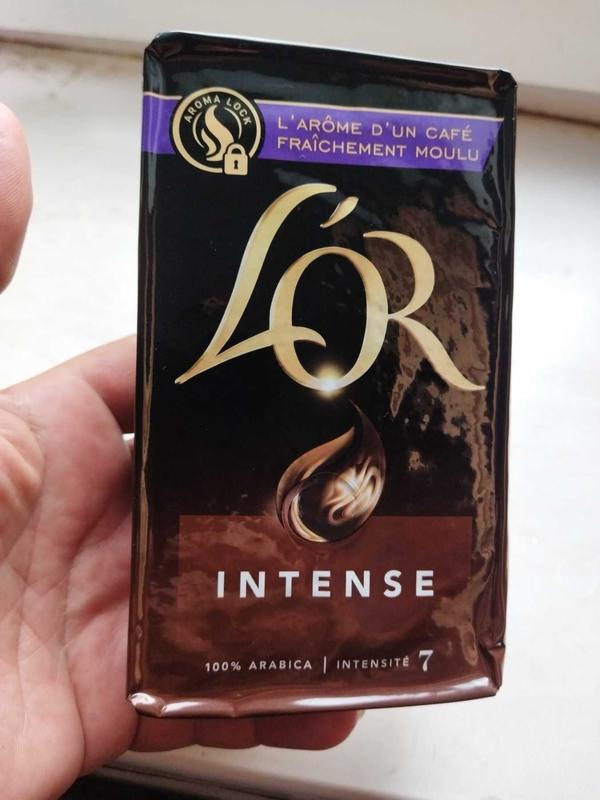 AROMA LOCK
L'ARÔME D'UN CAFÉ
FRAÎCHEMENT MOULU
L'OR
INTENSE
100% ARABICA | INTENSITÉ 7